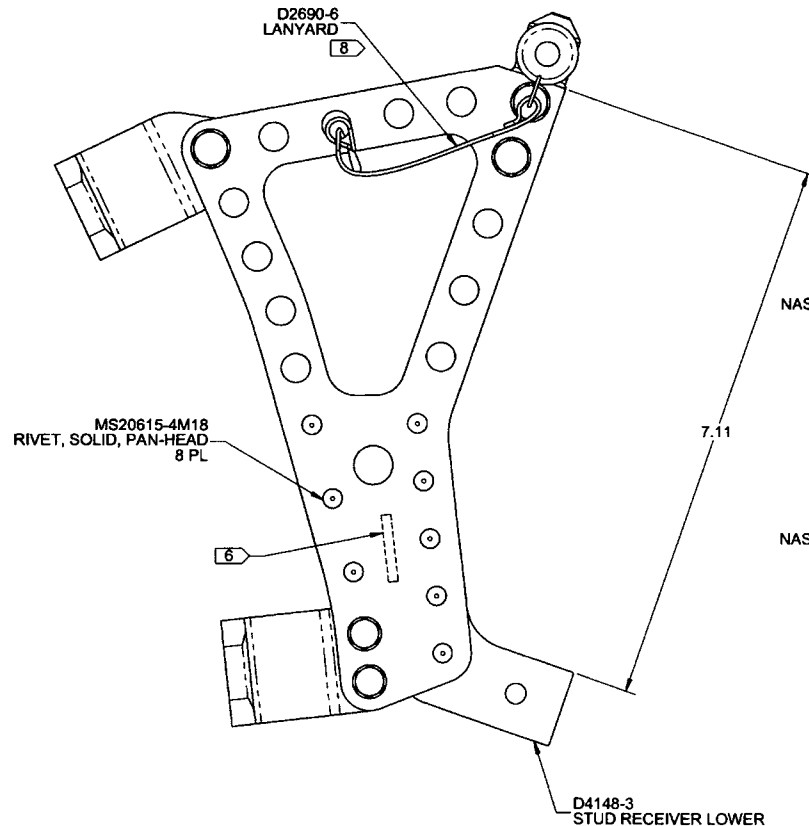 D2690-6
LANYARD
8
NAS
MS20615-4M18
RIVET, SOLID, PAN-HEAD
8 PL
7.11
6
NAS
D4148-3
STUD RECEIVER LOWER